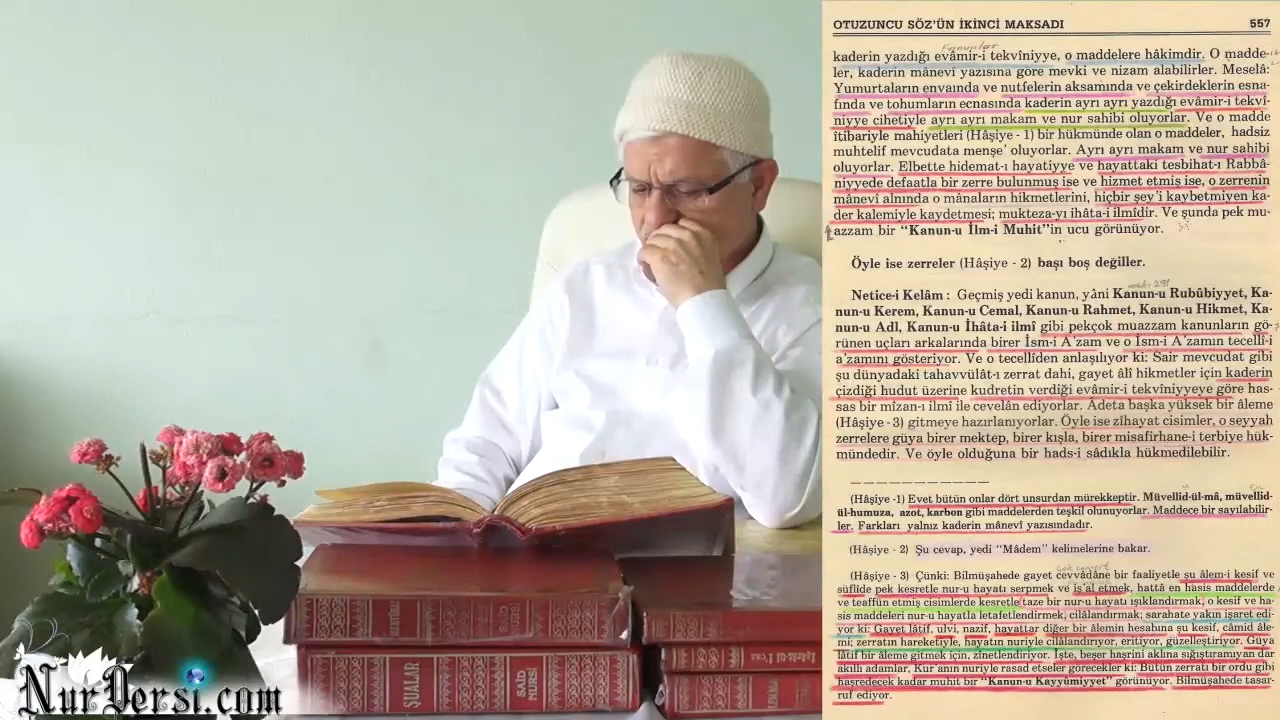 OTUZUNCU SÖZ'ÜN İKİNCİ MAKSADI 557
Kanunlar
kaderin yazdığı evâmir-i tekvîniyye, o maddelere hâkimdir. O madde-
ler, kaderin mânevî yazısına göre mevki ve nizam alabilirler. Meselâ:
Yumurtaların envaında ve nutfelerin aksamında ve çekirdeklerin esna-
fında ve tohumların ecnasında kaderin ayrı ayrı yazdığı evâmir-i tekvî-
niyye cihetiyle ayrı ayrı makam ve nur sahibi oluyorlar. Ve o madde
îtibariyle mahiyetleri (Hâşiye - 1) bir hükmünde olan o maddeler, hadsiz
muhtelif mevcudata menşe' oluyorlar. Ayrı ayrı makam ve nur sahibi
oluyorlar. Elbette hidemat-ı hayatiyye ve hayattaki tesbihat-ı Rabbâ-
niyyede defaatla bir zerre bulunmuş ise ve hizmet etmiş ise, o zerrenin
mânevî alnında o mânaların hikmetlerini, hiçbir şey'i kaybetmiyen ka-
der kalemiyle kaydetmesi; mukteza-yı ihâta-i ilmîdir. Ve şunda pek mu-
azzam bir "Kanun-u İlm-i Muhit"in ucu görünüyor.
Öyle ise zerreler (Hâşiye - 2) başı boş değiller.
Netice-i Kelâm : Geçmiş yedi kanun, yâni Kanun-u Rubûbiyyet, Ka-
nun-u Kerem, Kanun-u Cemal, Kanun-u Rahmet, Kanun-u Hikmet, Ka-
nun-u Adl, Kanun-u İhâta-i ilmî gibi pekçok muazzam kanunların gö-
rünen uçları arkalarında birer İsm-i A'zam ve o İsm-i A'zamın tecellî-i
a'zamını gösteriyor. Ve o tecelliden anlaşılıyor ki: Sair mevcudat gibi
şu dünyadaki tahavvülât-ı zerrat dahi, gayet âlî hikmetler için kaderin
çizdiği hudut üzerine kudretin verdiği evâmir-i tekvîniyyeye göre has-
sas bir mîzan-ı ilmî ile cevelân ediyorlar. Âdeta başka yüksek bir âleme
(Hâşiye - 3) gitmeye hazırlanıyorlar. Öyle ise zîhayat cisimler, o seyyah
zerrelere güya birer mektep, birer kışla, birer misafirhane-i terbiye hük-
mündedir. Ve öyle olduğuna bir hads-i sâdıkla hükmedilebilir.
(Hâşiye -1) Evet bütün onlar dört unsurdan mürekkeptir. Müvellid-ül-mâ, müvellid-
ül-humuza, azot, karbon gibi maddelerden teşkîl olunuyorlar. Maddece bir sayılabilir-
ler. Farkları yalnız kaderin mânevî yazısındadır.
(Hâşiye - 2) Şu cevap, yedi "Mâdem" kelimelerine bakar.
(Hâşiye - 3) Çünki: Bilmüşahede gayet cevvâdâne bir faaliyetle şu âlem-i kesif ve
süflîde pek kesretle nur-u hayatı serpmek ve iş'al etmek, hattâ en hasis maddelerde
ve teaffün etmiş cisimlerde kesretle taze bir nur-u hayatı ışıklandırmak, o kesif ve ha-
sis maddeleri nur-u hayatla letafetlendirmek, cilâlandırmak; sarahate yakın işaret edi-
yor ki: Gayet lâtif, ulvi, nazif, hayattar diğer bir âlemin hesabına şu kesif, câmid âle-
mi; zerratın hareketiyle, hayatın nuriyle cilâlandırıyor, eritiyor, güzelleştiriyor. Güya
lâtif bir âleme gitmek için, zînetlendiriyor. İşte, beşer haşrini aklına sığıştıramıyan dar
akıllı adamlar, Kur'anın nuriyle rasad etseler görecekler ki: Bütün zerratı bir ordu gibi
haşredecek kadar muhit bir "Kanun-u Kayyûmiyyet" görünüyor. Bilmüşahede tasar-
ruf ediyor.
ŞUALAR
SAİD NURSİ
NurDersi.com